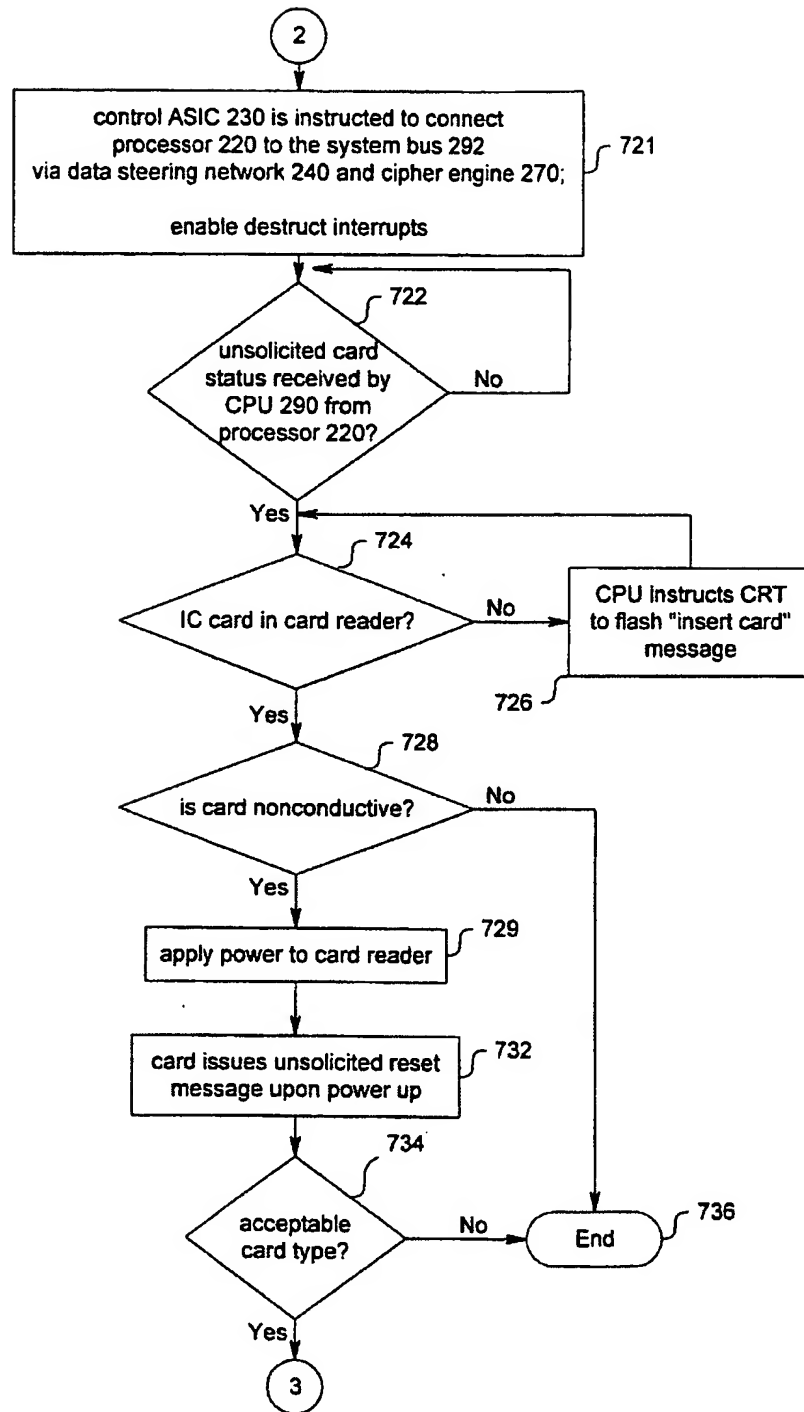 2
control ASIC 230 is instructed to connect
processor 220 to the system bus 292
via data steering network 240 and cipher engine 270;
enable destruct interrupts
721
722
unsolicited card
status received by
CPU 290 from
processor 220?
No
Yes
724
IC card in card reader?
No
CPU instructs CRT
to flash "insert card"
message
726
Yes
728
is card nonconductive?
No
Yes
729
apply power to card reader
card issues unsolicited reset
message upon power up
732
734
acceptable
card type?
No
End
736
Yes
3